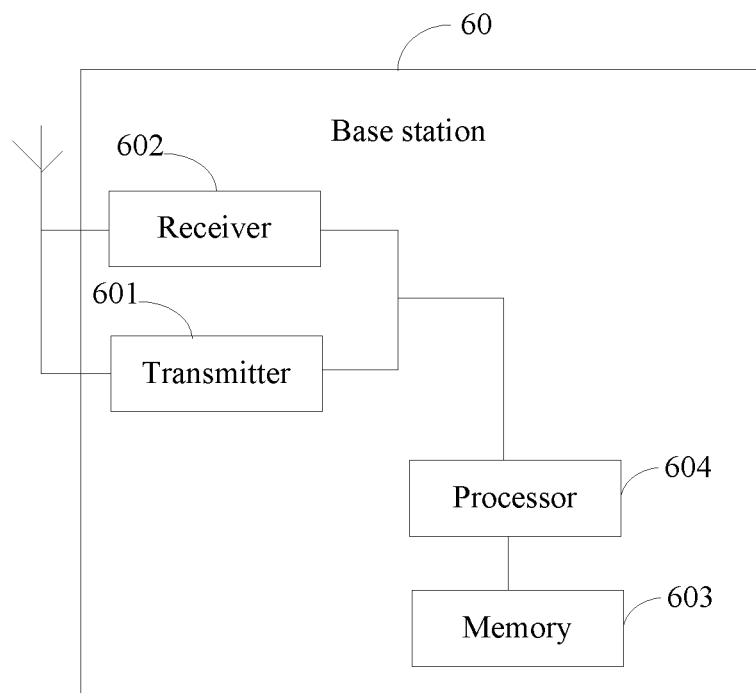 60
Base station
602
Receiver
601
Transmitter
604
Processor
603
Memory